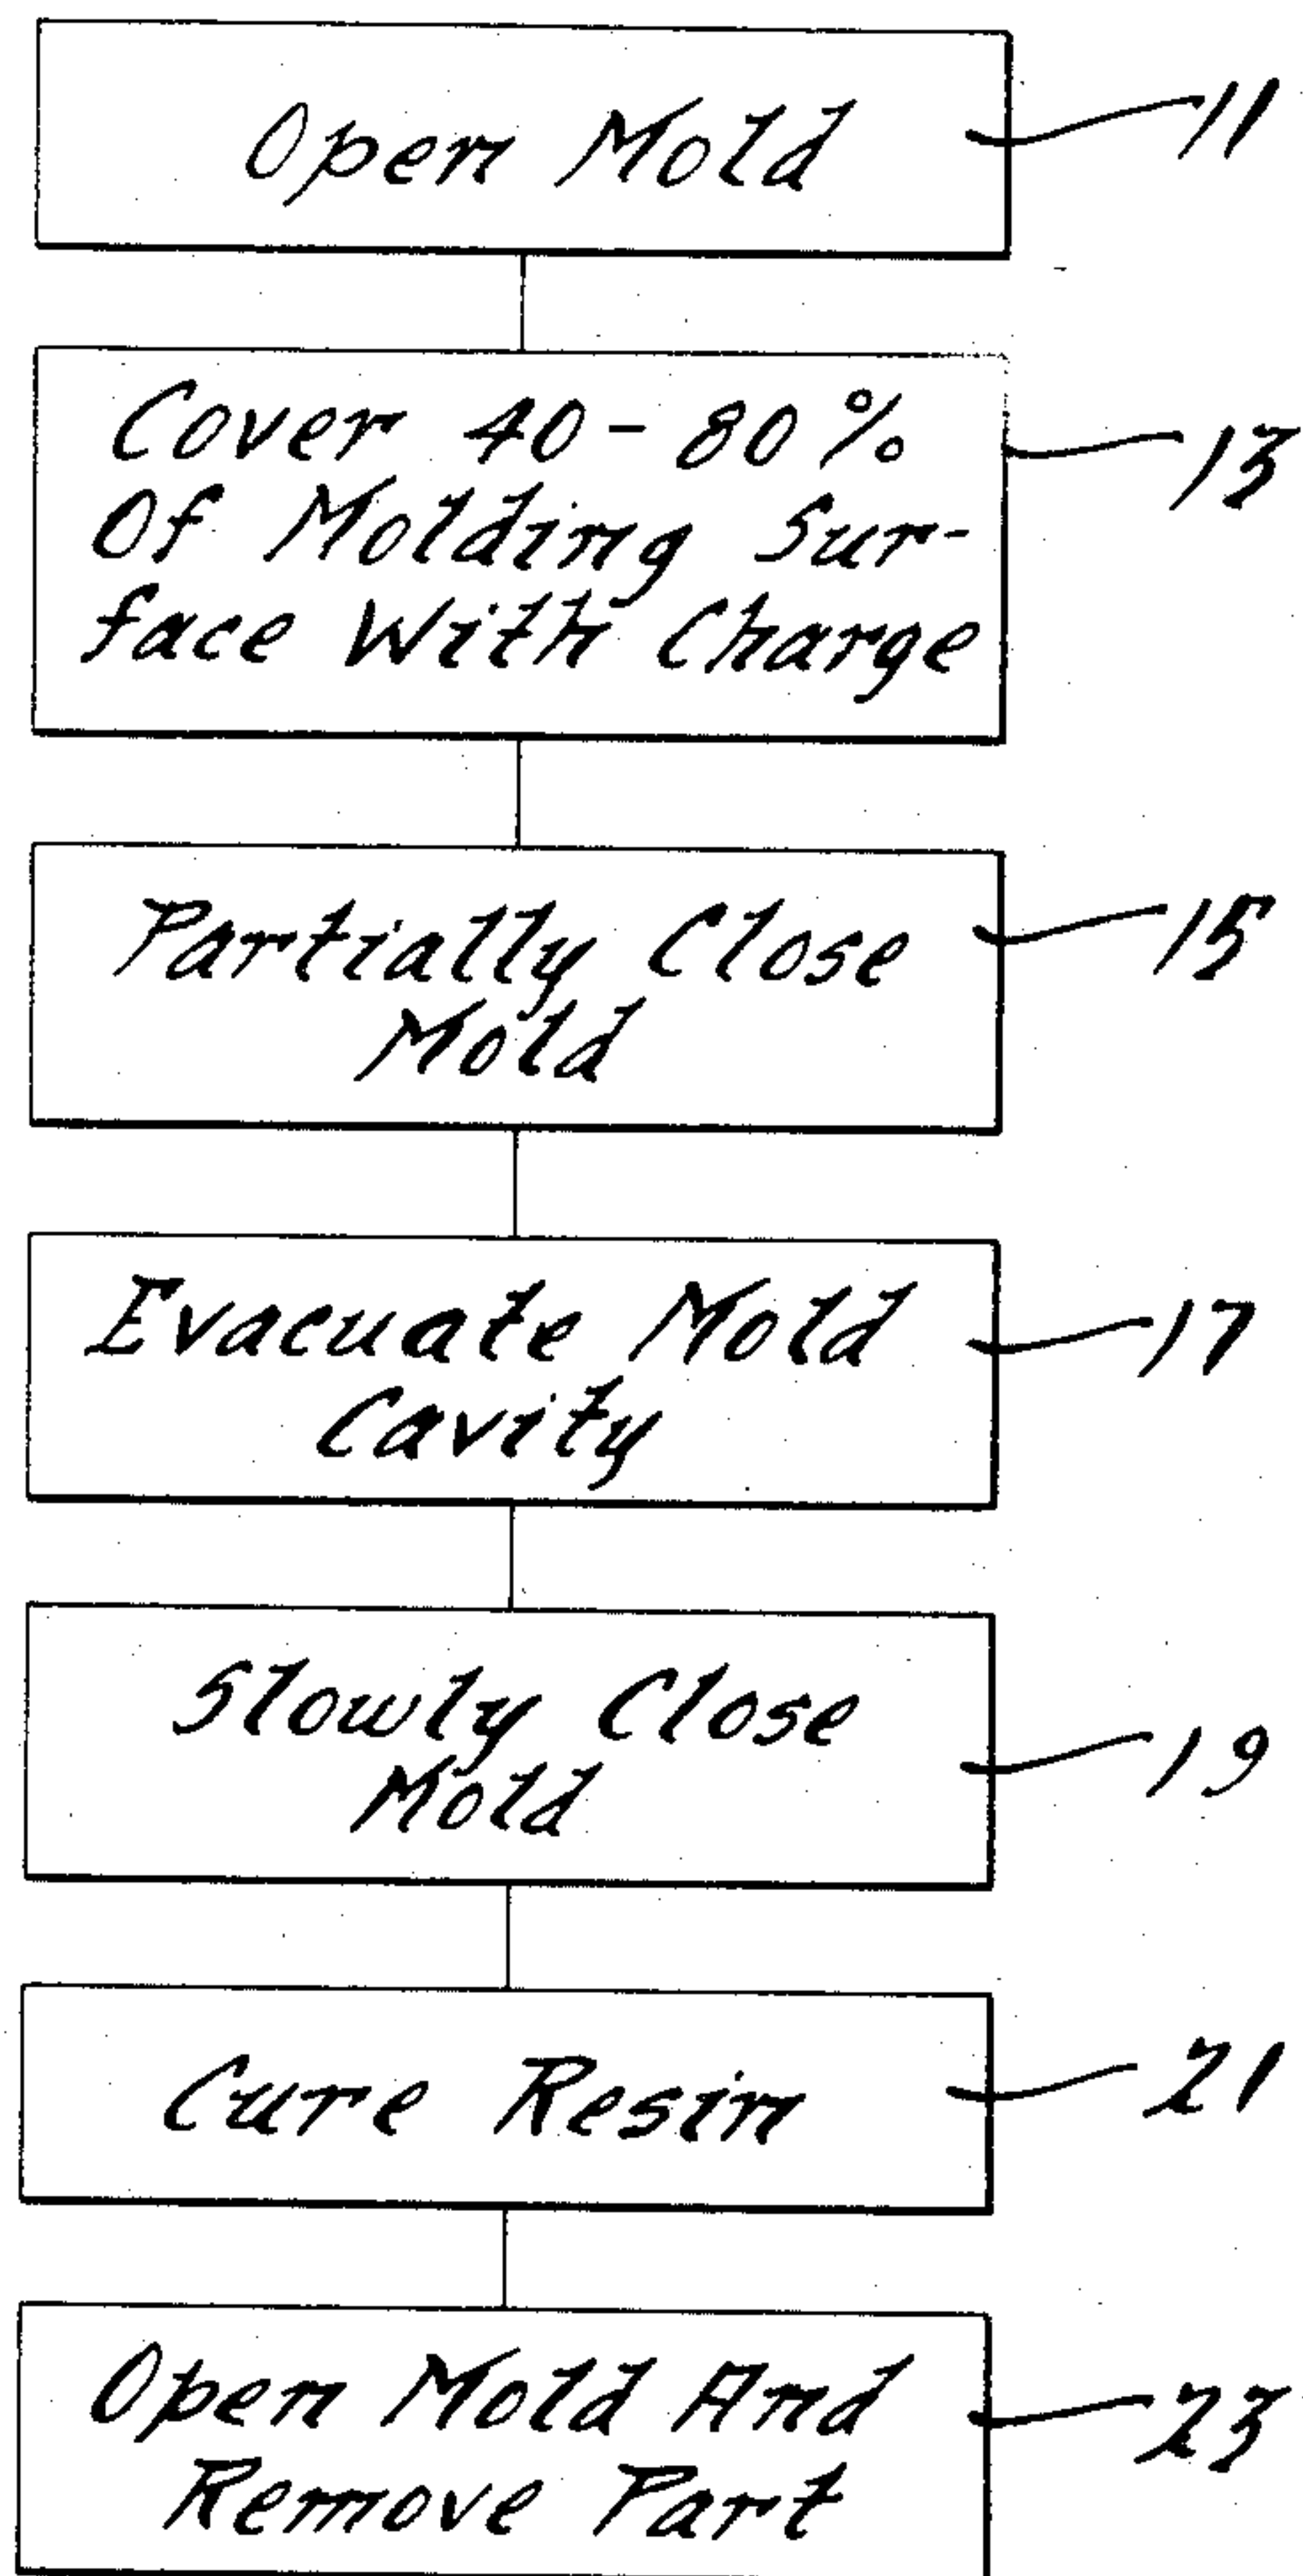 Open Mold
11
Cover 40-80%
Of Molding Sur-
face With Charge
13
Partially Close
Mold
15
Evacuate Mold
Cavity
17
Slowly Close
Mold
19
Cure Resin
21
Open Mold And
Remove Part
23